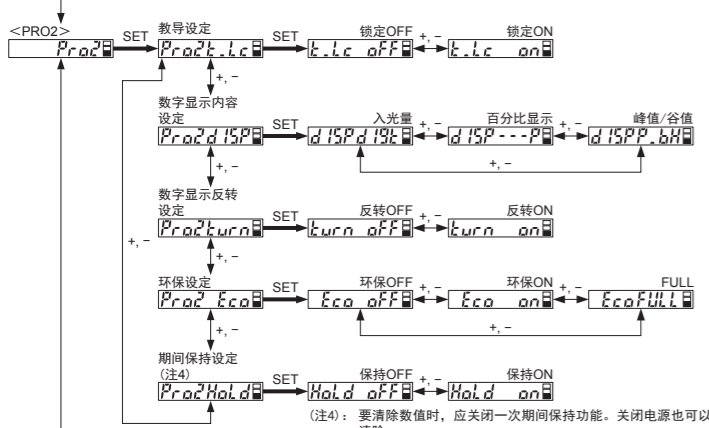 <PRO2>
Pro2 SET
教导设定
Pro2t.Lc SET
锁定OFF
t.Lc oFF +, −
锁定ON
t.Lc on
+, −
数字显示内容
设定
Pro2dISP SET
入光量
dISPdIgt +, −
百分比显示
dISP---P +, −
峰值/谷值
dISPP.bH
+, −
+, −
数字显示反转
设定
Pro2turn SET
反转OFF
turn oFF +, −
反转ON
turn on
+, −
+, −
环保设定
Pro2 Eco SET
环保OFF
Eco oFF +, −
环保ON
Eco on +, −
FULL
EcoFULL
+, −
+, −
期间保持设定
(注4)
Pro2HoLd SET
保持OFF
HoLd oFF +, −
保持ON
HoLd on
(注4)： 要清除数值时，应关闭一次期间保持功能。关闭电源也可以